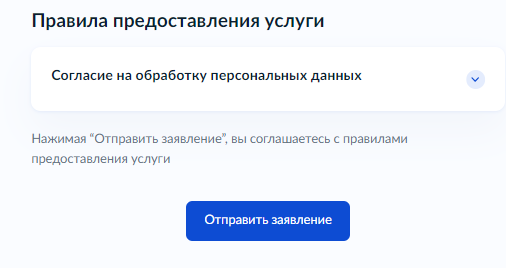 Правила предоставления услуги
Согласие на обработку персональных данных
Нажимая “Отправить заявление”, вы соглашаетесь с правилами
предоставления услуги
Отправить заявление